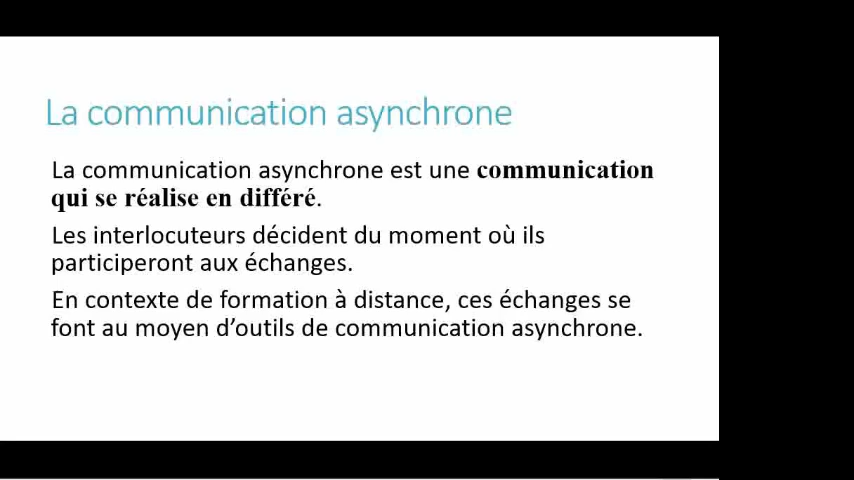 La communication asynchrone
La communication asynchrone est une communication
qui se réalise en différé.
Les interlocuteurs décident du moment où ils
participeront aux échanges.
En contexte de formation à distance, ces échanges se
font au moyen d’outils de communication asynchrone.